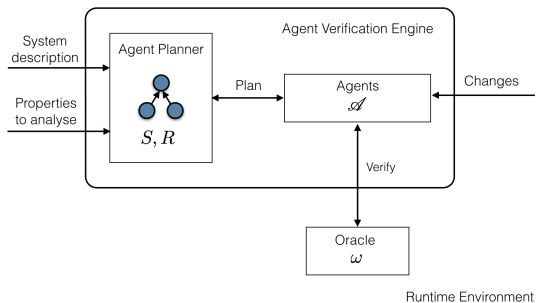 System
description
Properties
to analyse
Agent Verification Engine
Agent Planner
S, R
Plan
Agents
𝒜
Changes
Verify
Oracle
ω
Runtime Environment